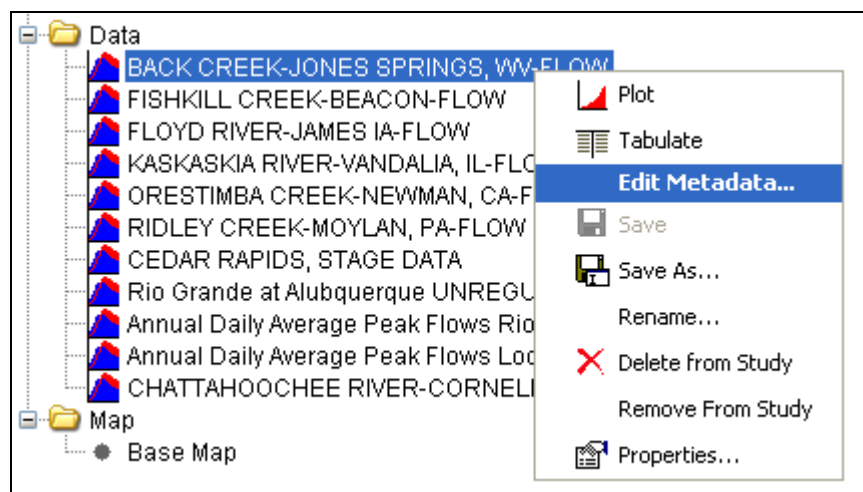 Data
BACK CREEK-JONES SPRINGS, WV-FLOW
FISHKILL CREEK-BEACON-FLOW
FLOYD RIVER-JAMES IA-FLOW
KASKASKIA RIVER-VANDALIA, IL-FLO
ORESTIMBA CREEK-NEWMAN, CA-F
RIDLEY CREEK-MOYLAN, PA-FLOW
CEDAR RAPIDS, STAGE DATA
Rio Grande at Alubquerque UNREGU
Annual Daily Average Peak Flows Rio
Annual Daily Average Peak Flows Loc
CHATTAHOOCHEE RIVER-CORNELI
Map
Base Map
Plot
Tabulate
Edit Metadata...
Save
Save As...
Rename...
Delete from Study
Remove From Study
Properties...